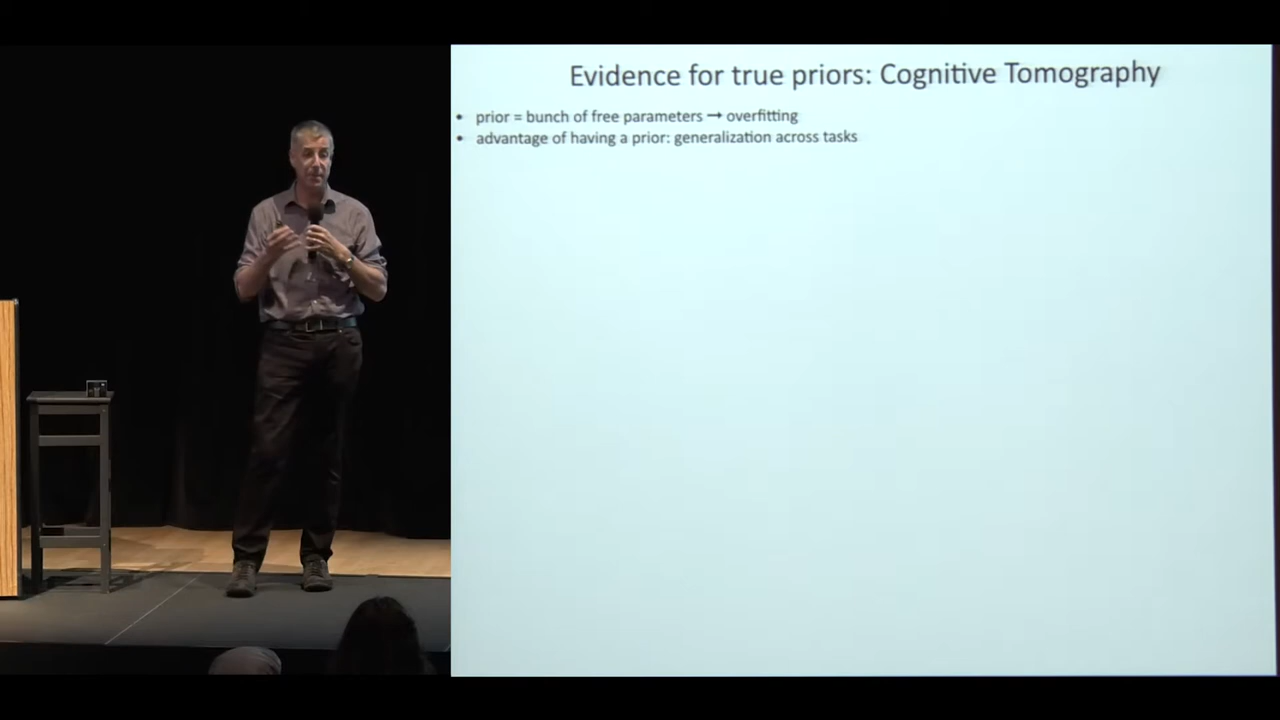 Evidence for true priors: Cognitive Tomography
• prior = bunch of free parameters → overfitting
• advantage of having a prior: generalization across tasks